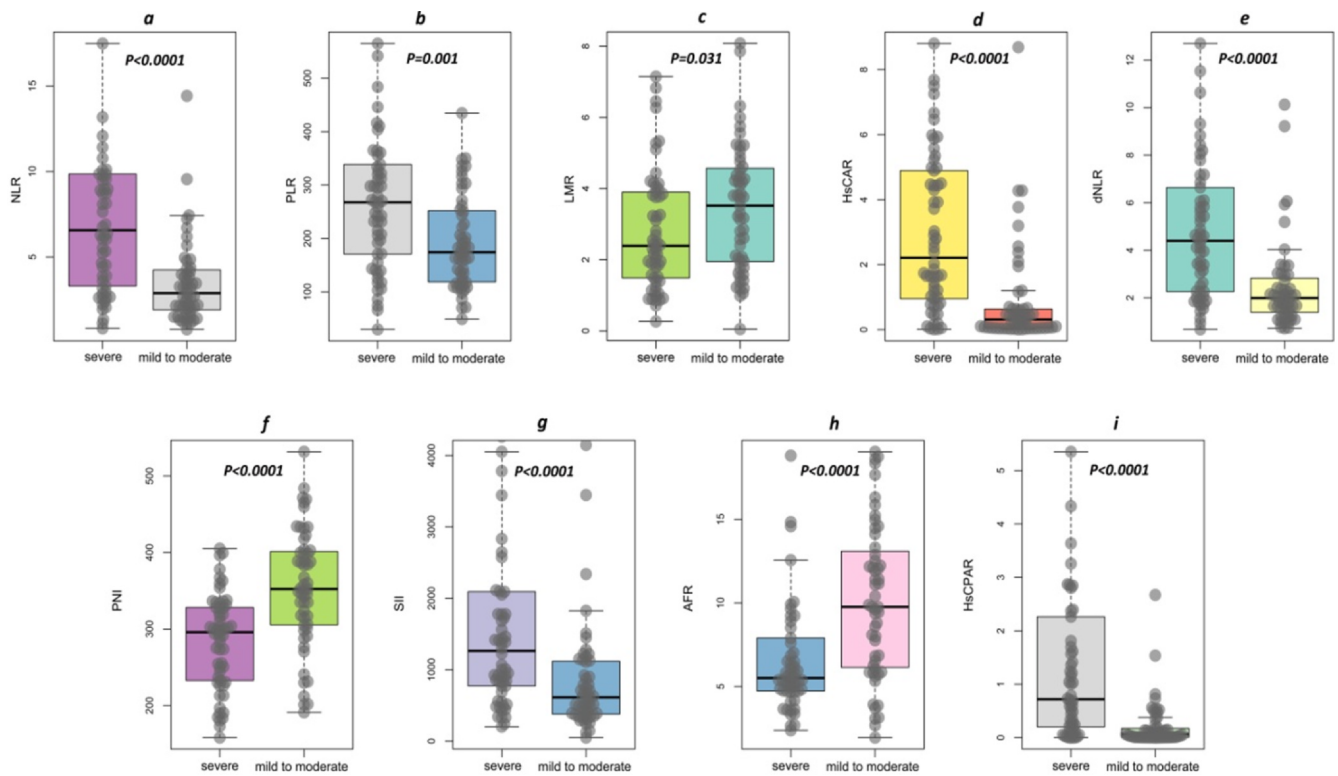 a
P<0.0001
NLR
15
10
5
severe
mild to moderate
b
P=0.001
PLR
500
400
300
200
100
severe
mild to moderate
c
P=0.031
LMR
8
6
4
2
0
severe
mild to moderate
d
P<0.0001
HsCAR
8
6
4
2
0
severe
mild to moderate
e
P<0.0001
dNLR
12
10
8
6
4
2
severe
mild to moderate
f
P<0.0001
PNI
500
400
300
200
severe
mild to moderate
g
P<0.0001
SII
4000
3000
2000
1000
0
severe
mild to moderate
h
P<0.0001
AFR
15
10
5
severe
mild to moderate
i
P<0.0001
HsCPAR
5
4
3
2
1
0
severe
mild to moderate